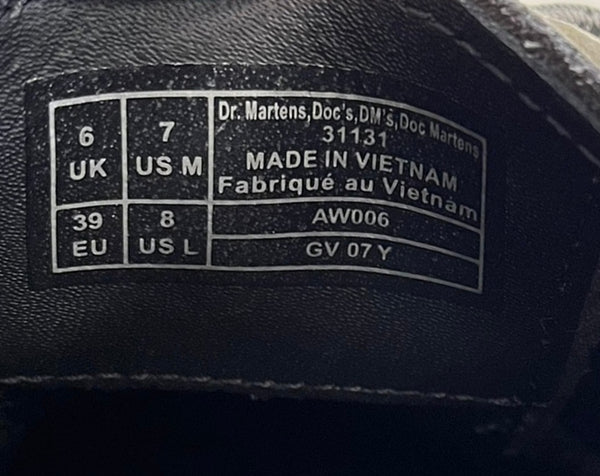 6
UK
7
US M
Dr. Martens,Doc's,DM's,Doc Martens
31131
MADE IN VIETNAM
Fabriqué au Vietnam
39
EU
8
US L
AW006
GV 07 Y